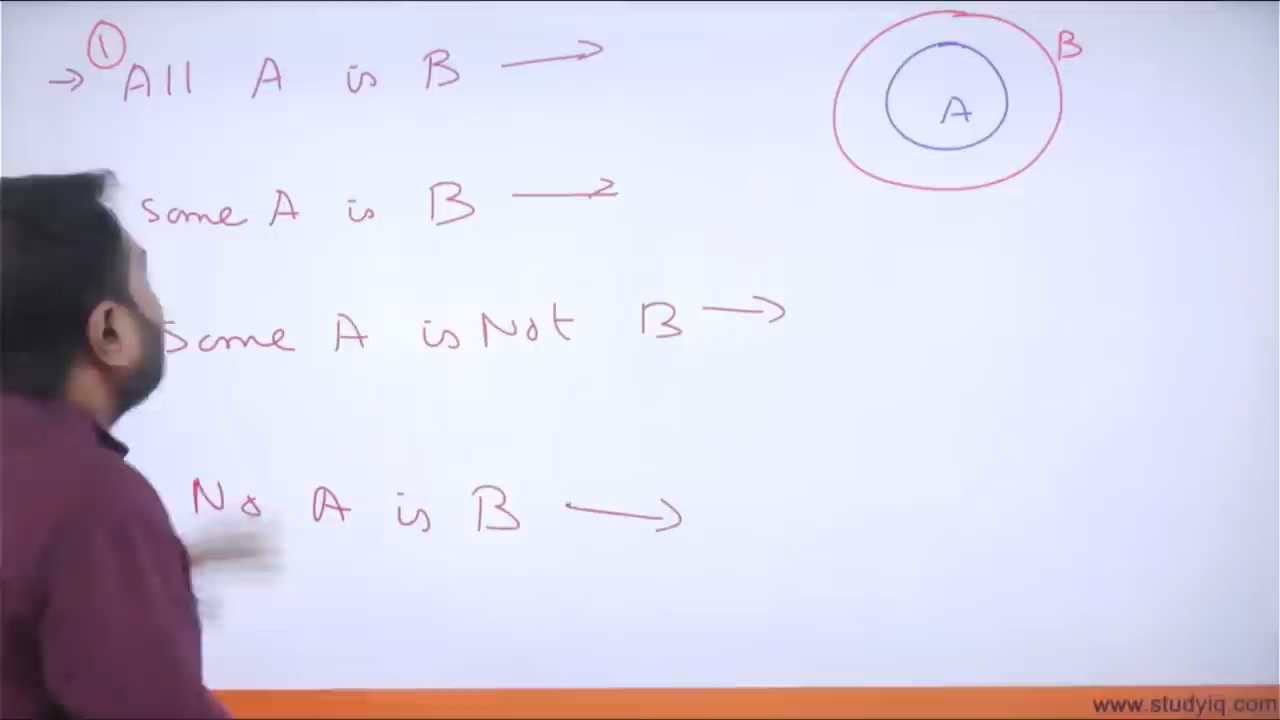 ① All A is B →
B
A
Some A is B →
Some A is Not B →
No A is B →
www.studyiq.com